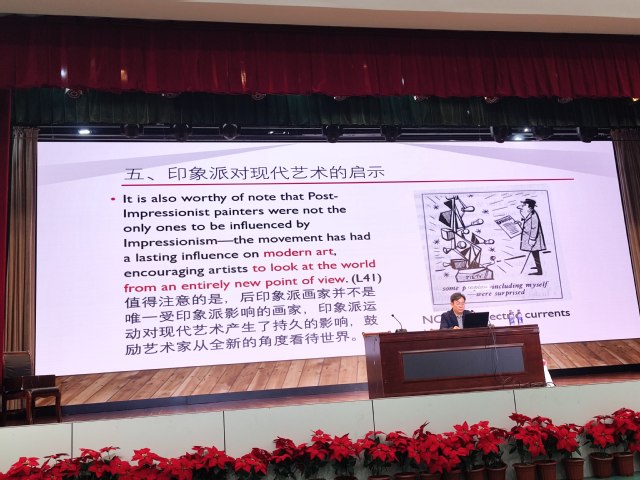 五、印象派对现代艺术的启示
• It is also worthy of note that Post-
Impressionist painters were not the
only ones to be influenced by
Impressionism—the movement has had
a lasting influence on modern art,
encouraging artists to look at the world
from an entirely new point of view. (L41)
值得注意的是，后印象派画家并不是
唯一受印象派影响的画家，印象派运
动对现代艺术产生了持久的影响，鼓
励艺术家从全新的角度看待世界。
some including myself
were surprised
currents